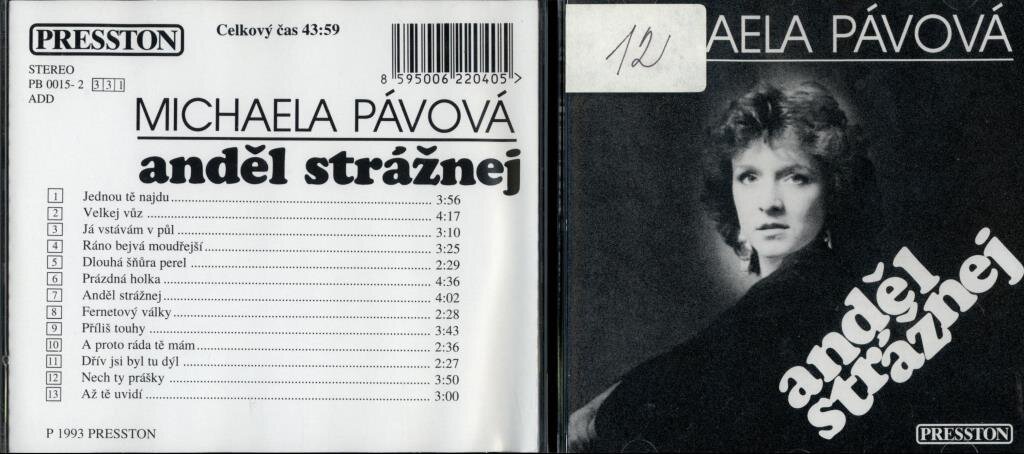 PRESSTON
Celkový čas 43:59
STEREO
PB 0015- 2 331
ADD
8 595006 220405 >
MICHAELA PÁVOVÁ
anděl strážnej
1 Jednou tě najdu 3:56
2 Velkej vůz 4:17
3 Já vstávám v půl 3:10
4 Ráno bejvá moudřejší 3:25
5 Dlouhá šňůra perel 2:29
6 Prázdná holka 4:36
7 Anděl strážnej 4:02
8 Fernetový války 2:28
9 Příliš touhy 3:43
10 A proto ráda tě mám 2:36
11 Dřív jsi byl tu dýl 2:27
12 Nech ty prášky 3:50
13 Až tě uvidí 3:00
P 1993 PRESSTON
12
AELA PÁVOVÁ
anděl
strážnej
PRESSTON